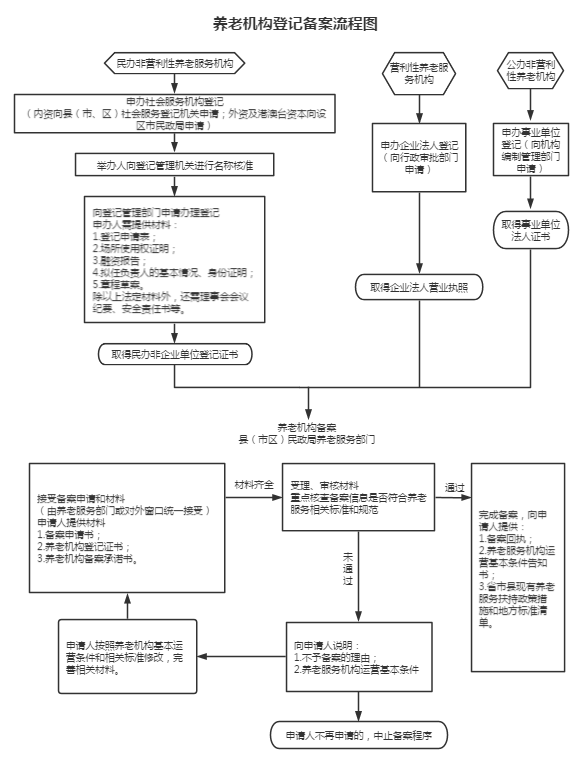 养老机构登记备案流程图
民办非营利性养老服务机构
营利性养老服
务机构
公办非营利
性养老机构
申办社会服务机构登记
（内资向县（市、区）社会服务登记机关申请；外资及港澳台资本向设
区市民政局申请）
申办企业法人登记
（向行政审批部门
申请）
申办事业单位
登记（向机构
编制管理部门
申请）
举办人向登记管理机关进行名称核准
向登记管理部门申请办理登记
申办人需提供材料：
1.登记申请表；
2.场所使用权证明；
3.融资报告；
4.拟任负责人的基本情况、身份证明；
5.章程草案。
除以上法定材料外，还需理事会会议
纪要、安全责任书等。
取得事业单位
法人证书
取得企业法人营业执照
取得民办非企业单位登记证书
养老机构备案
县（市区）民政局养老服务部门
接受备案申请和材料
（由养老服务部门或对外窗口统一接受）
申请人提供材料
1.备案申请书；
2.养老机构登记证书；
3.养老机构备案承诺书。
材料齐全
受理、审核材料
重点核查备案信息是否符合养老
服务相关标准和规范
通过
完成备案，向申
请人提供：
1.备案回执；
2.养老服务机构运
营基本条件告知
书；
3.省市县现有养老
服务扶持政策措
施和地方标准清
单。
未
通
过
申请人按照养老机构基本运
营条件和相关标准修改，完
善相关材料。
向申请人说明：
1.不予备案的理由；
2.养老服务机构运营基本条件
申请人不再申请的，中止备案程序